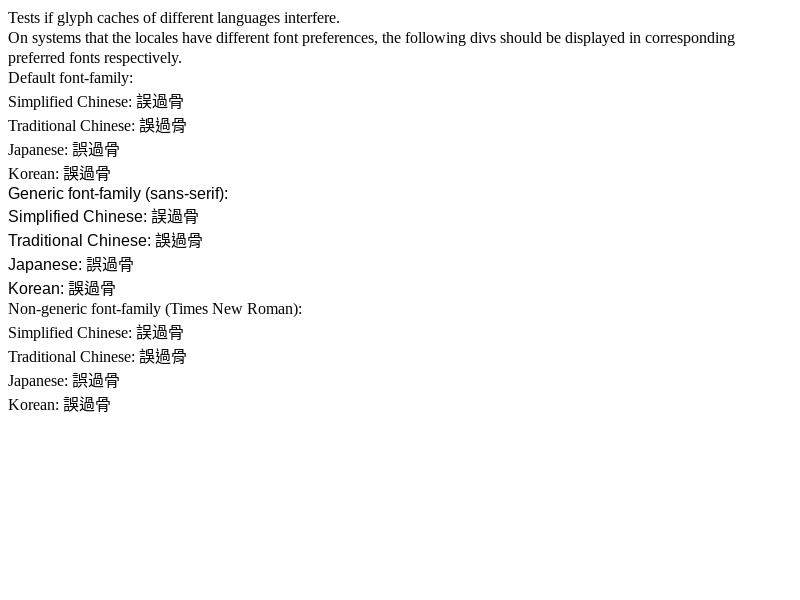 Tests if glyph caches of different languages interfere.
On systems that the locales have different font preferences, the following divs should be displayed in corresponding
preferred fonts respectively.
Default font-family:
Simplified Chinese: 誤過骨
Traditional Chinese: 誤過骨
Japanese: 誤過骨
Korean: 誤過骨
Generic font-family (sans-serif):
Simplified Chinese: 誤過骨
Traditional Chinese: 誤過骨
Japanese: 誤過骨
Korean: 誤過骨
Non-generic font-family (Times New Roman):
Simplified Chinese: 誤過骨
Traditional Chinese: 誤過骨
Japanese: 誤過骨
Korean: 誤過骨